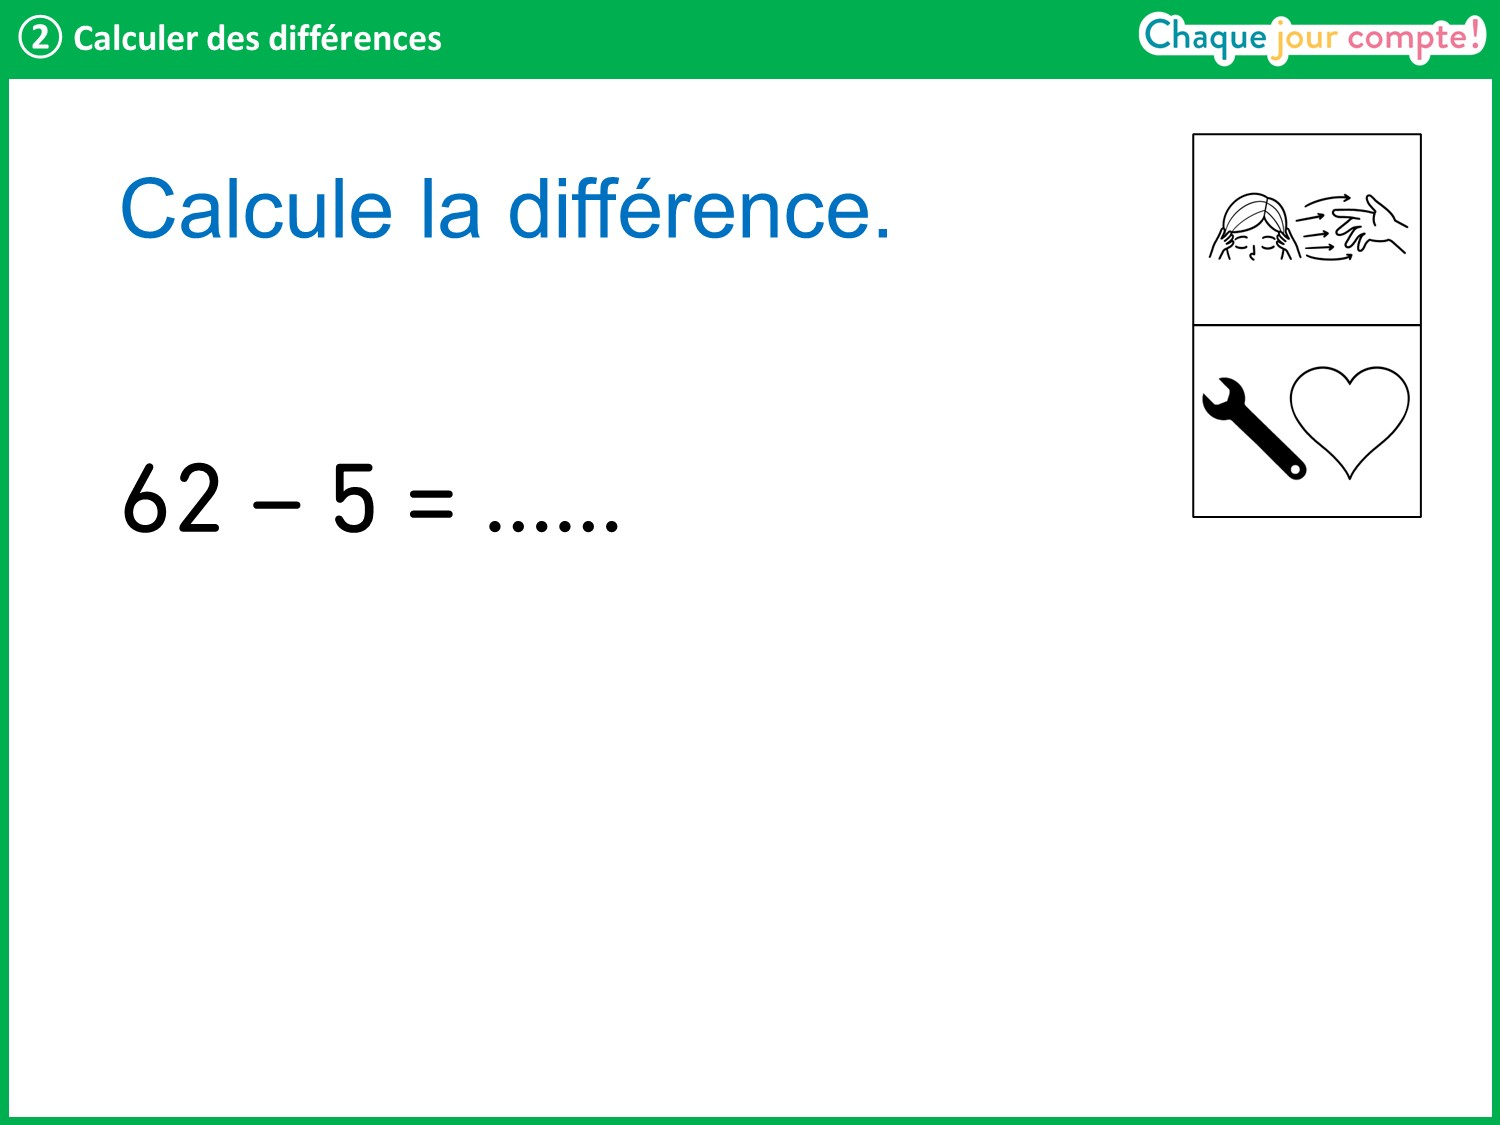 ② Calculer des différences
Chaque jour compte!
Calcule la différence.
62 – 5 = ......